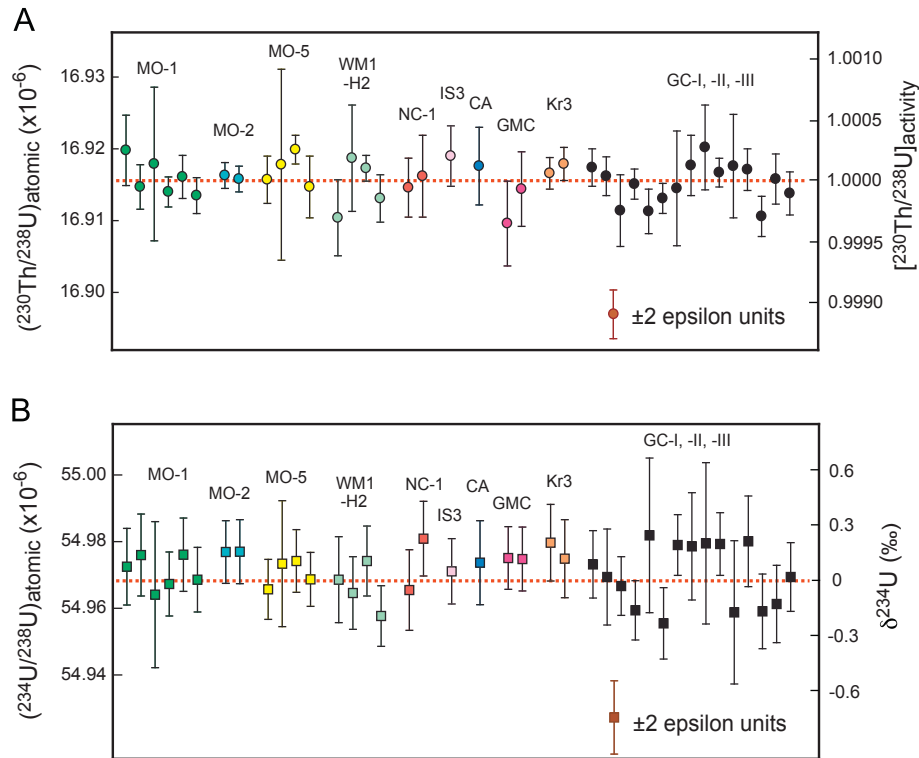 A
(²³⁰Th/²³⁸U)atomic (x10⁻⁶)
16.93
16.92
16.91
16.90
MO-1
MO-2
MO-5
WM1
-H2
NC-1
IS3
CA
GMC
Kr3
GC-I, -II, -III
±2 epsilon units
1.0010
1.0005
1.0000
0.9995
0.9990
[²³⁰Th/²³⁸U]activity
B
(²³⁴U/²³⁸U)atomic (x10⁻⁶)
55.00
54.98
54.96
54.94
MO-1
MO-2
MO-5
WM1
-H2
NC-1
IS3
CA
GMC
Kr3
GC-I, -II, -III
±2 epsilon units
0.6
0.3
0
-0.3
-0.6
δ²³⁴U (‰)